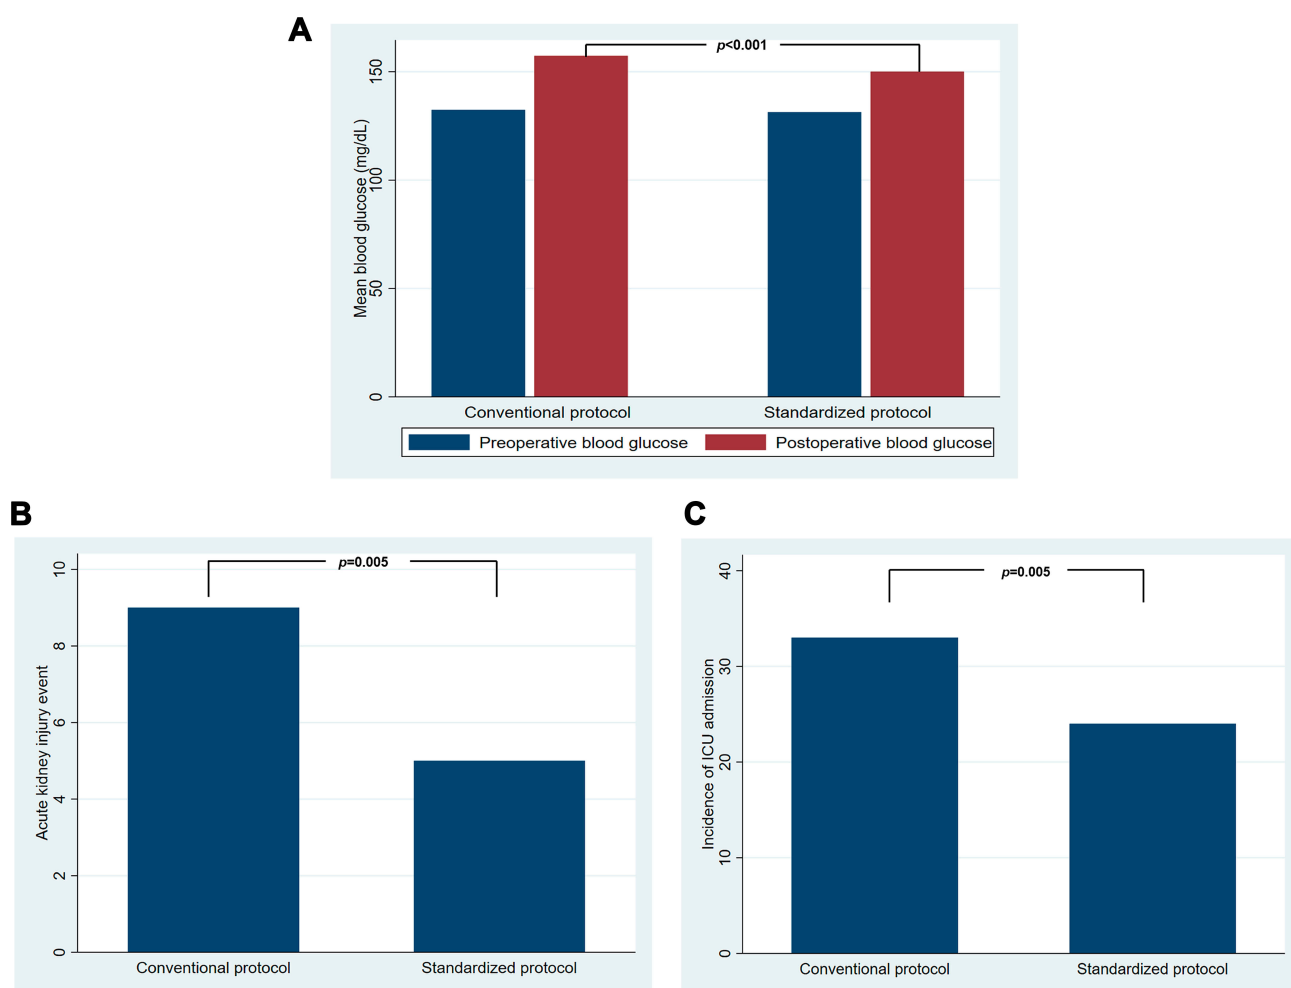 A
p<0.001
Mean blood glucose (mg/dL)
150
100
50
0
Conventional protocol
Standardized protocol
Preoperative blood glucose
Postoperative blood glucose
B
p=0.005
Acute kidney injury event
10
8
6
4
2
0
Conventional protocol
Standardized protocol
C
p=0.005
Incidence of ICU admission
40
30
20
10
0
Conventional protocol
Standardized protocol